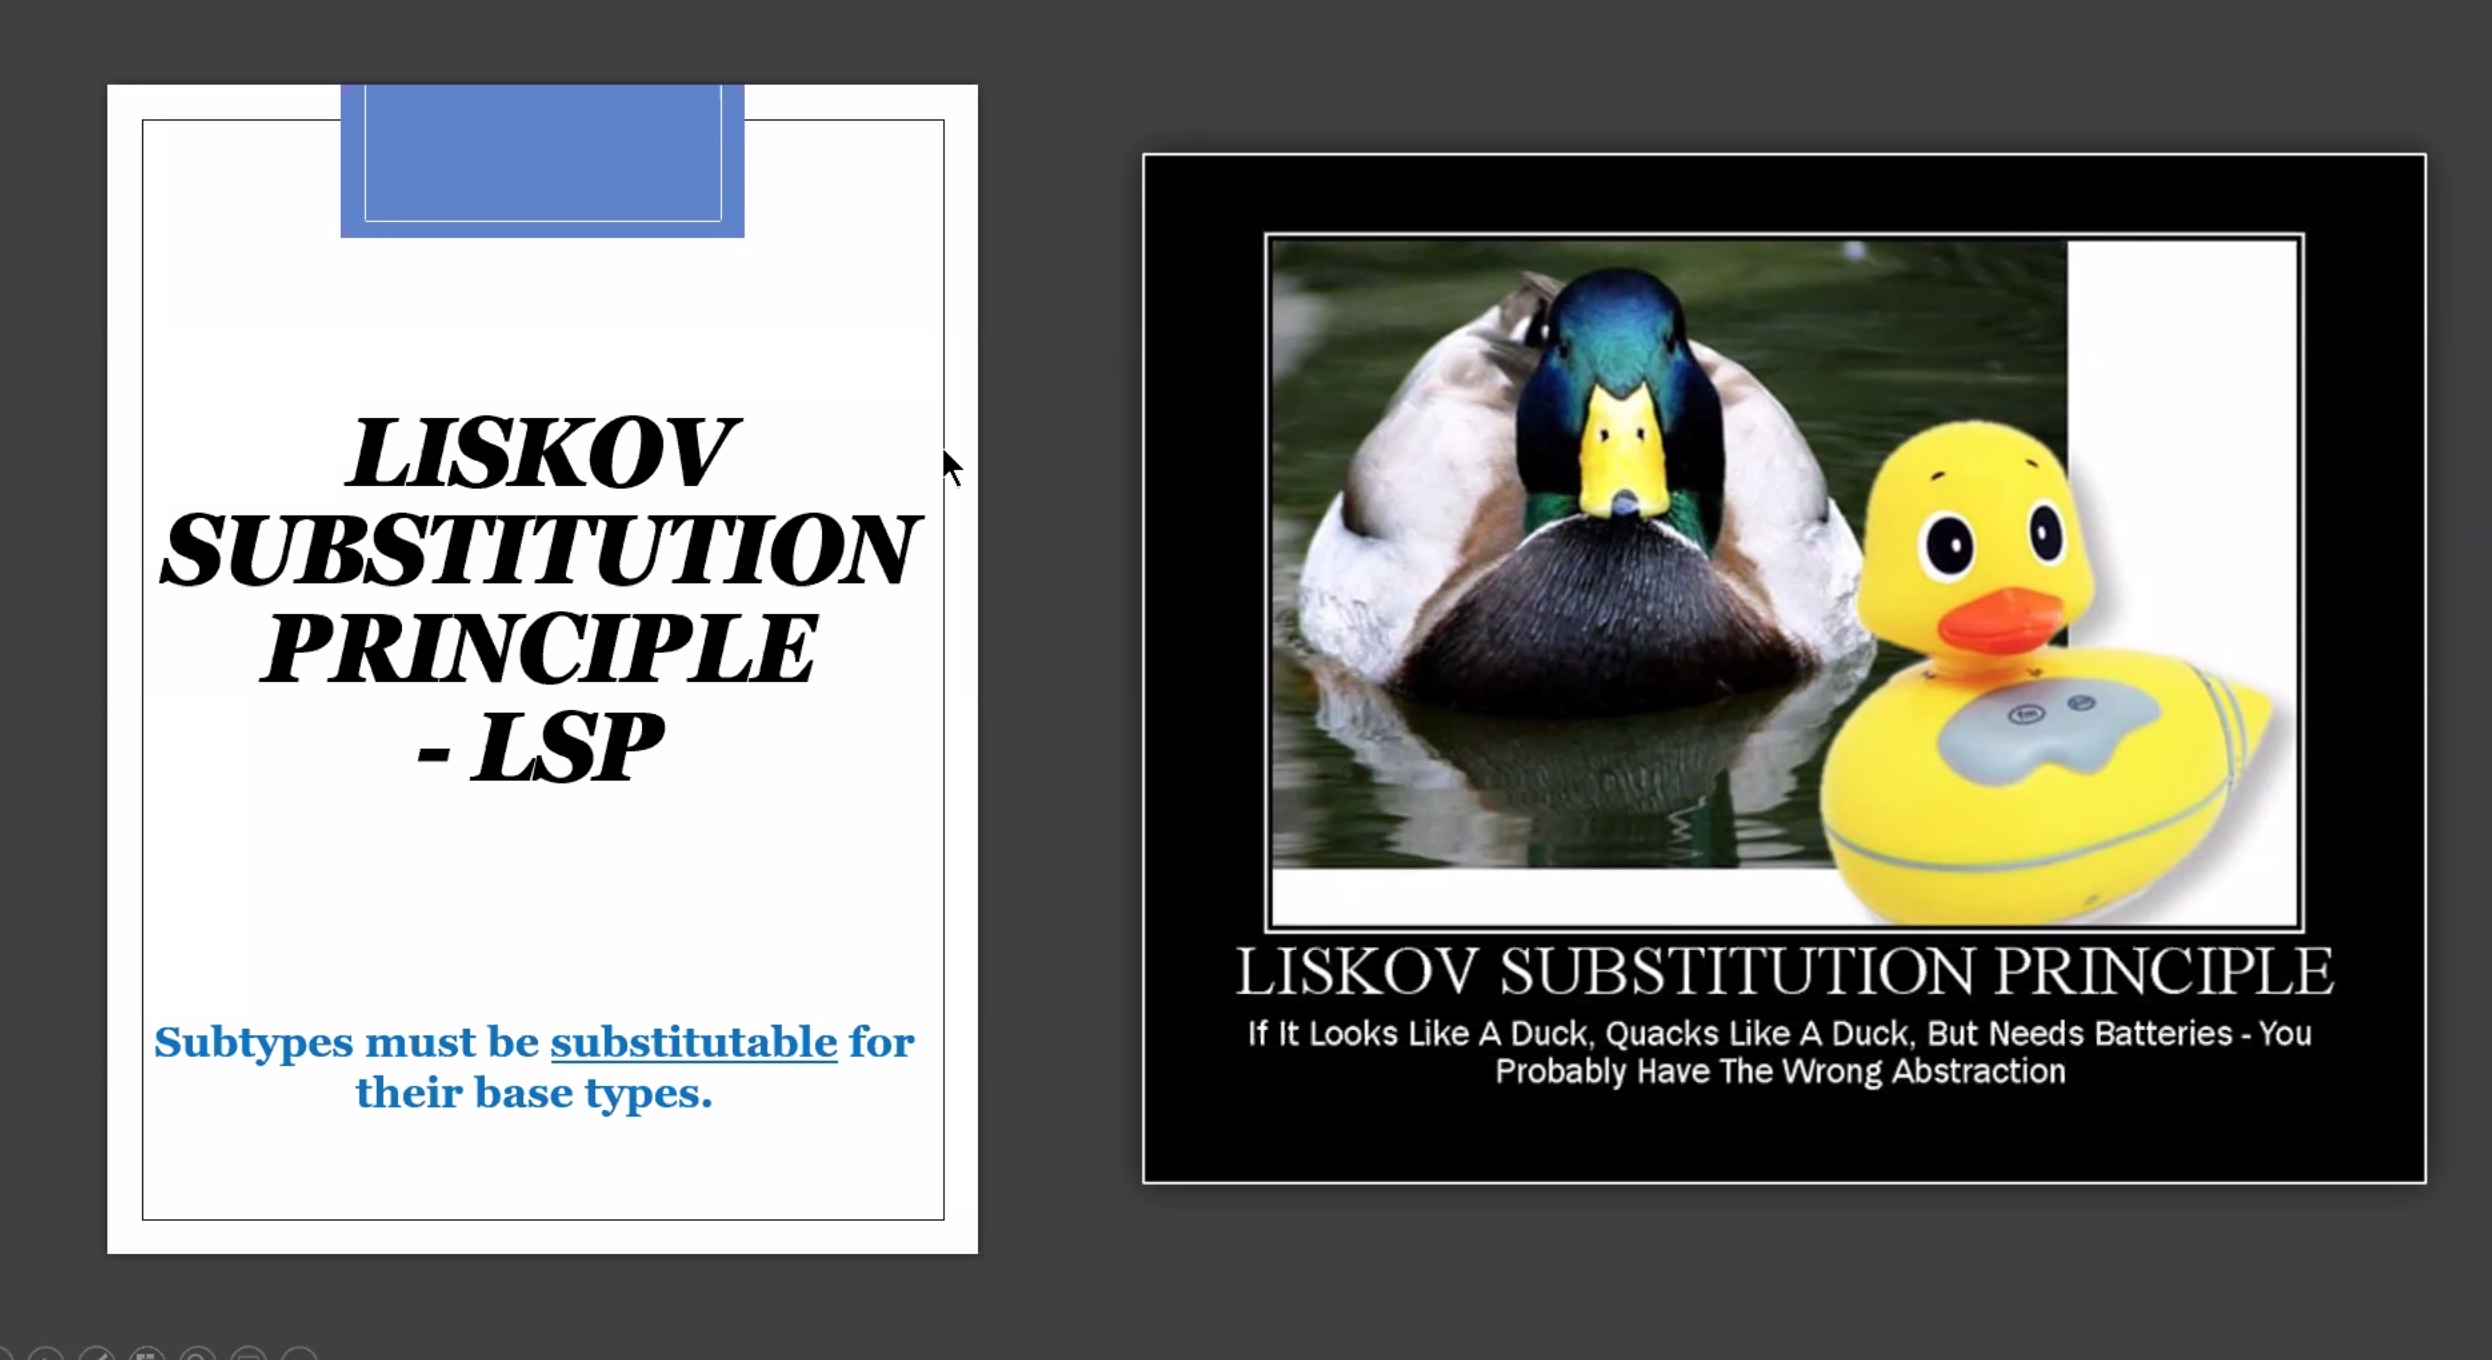 LISKOV
SUBSTITUTION
PRINCIPLE
- LSP
Subtypes must be substitutable for
their base types.
LISKOV SUBSTITUTION PRINCIPLE
If It Looks Like A Duck, Quacks Like A Duck, But Needs Batteries - You
Probably Have The Wrong Abstraction